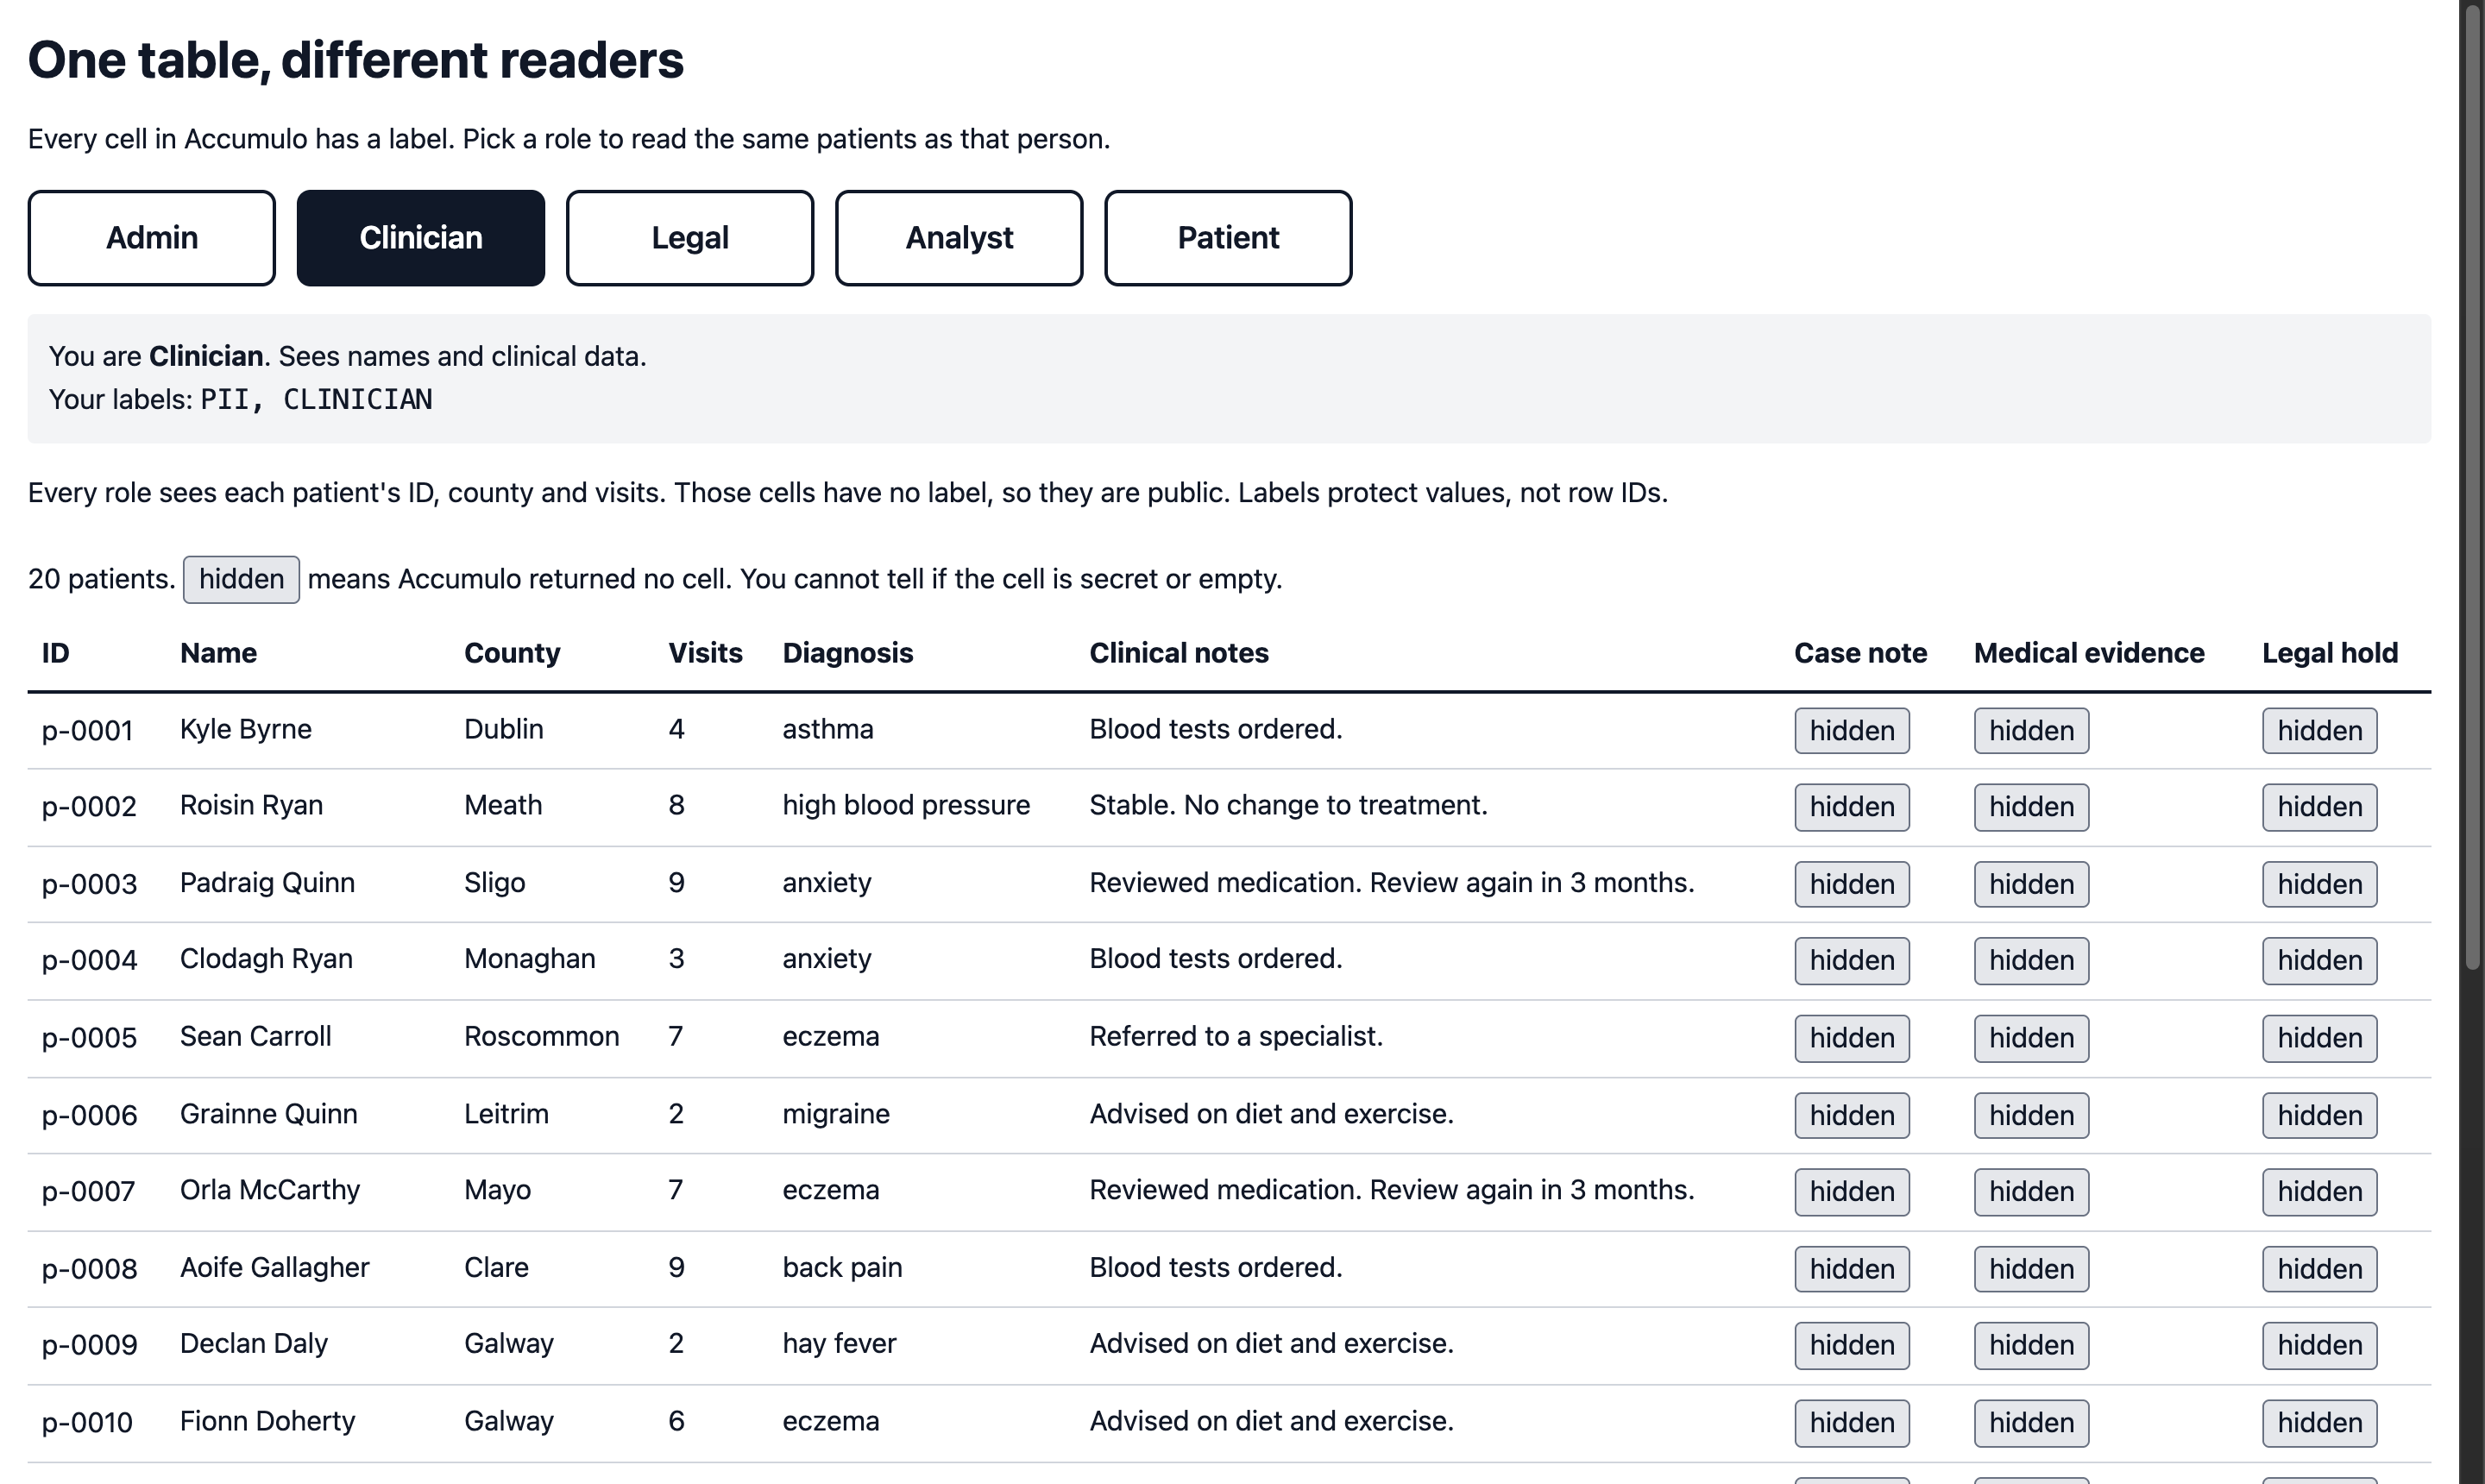 One table, different readers
Every cell in Accumulo has a label. Pick a role to read the same patients as that person.
Admin Clinician Legal Analyst Patient
You are Clinician. Sees names and clinical data.
Your labels: PII, CLINICIAN
Every role sees each patient's ID, county and visits. Those cells have no label, so they are public. Labels protect values, not row IDs.
20 patients. hidden means Accumulo returned no cell. You cannot tell if the cell is secret or empty.
ID Name County Visits Diagnosis Clinical notes Case note Medical evidence Legal hold
p-0001 Kyle Byrne Dublin 4 asthma Blood tests ordered. hidden hidden hidden
p-0002 Roisin Ryan Meath 8 high blood pressure Stable. No change to treatment. hidden hidden hidden
p-0003 Padraig Quinn Sligo 9 anxiety Reviewed medication. Review again in 3 months. hidden hidden hidden
p-0004 Clodagh Ryan Monaghan 3 anxiety Blood tests ordered. hidden hidden hidden
p-0005 Sean Carroll Roscommon 7 eczema Referred to a specialist. hidden hidden hidden
p-0006 Grainne Quinn Leitrim 2 migraine Advised on diet and exercise. hidden hidden hidden
p-0007 Orla McCarthy Mayo 7 eczema Reviewed medication. Review again in 3 months. hidden hidden hidden
p-0008 Aoife Gallagher Clare 9 back pain Blood tests ordered. hidden hidden hidden
p-0009 Declan Daly Galway 2 hay fever Advised on diet and exercise. hidden hidden hidden
p-0010 Fionn Doherty Galway 6 eczema Advised on diet and exercise. hidden hidden hidden